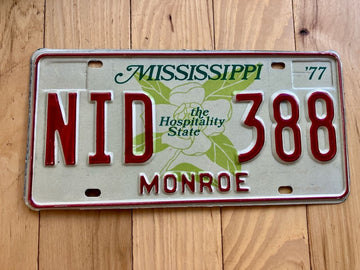 MISSISSIPPI '77
NID 388
the
Hospitality
State
MONROE